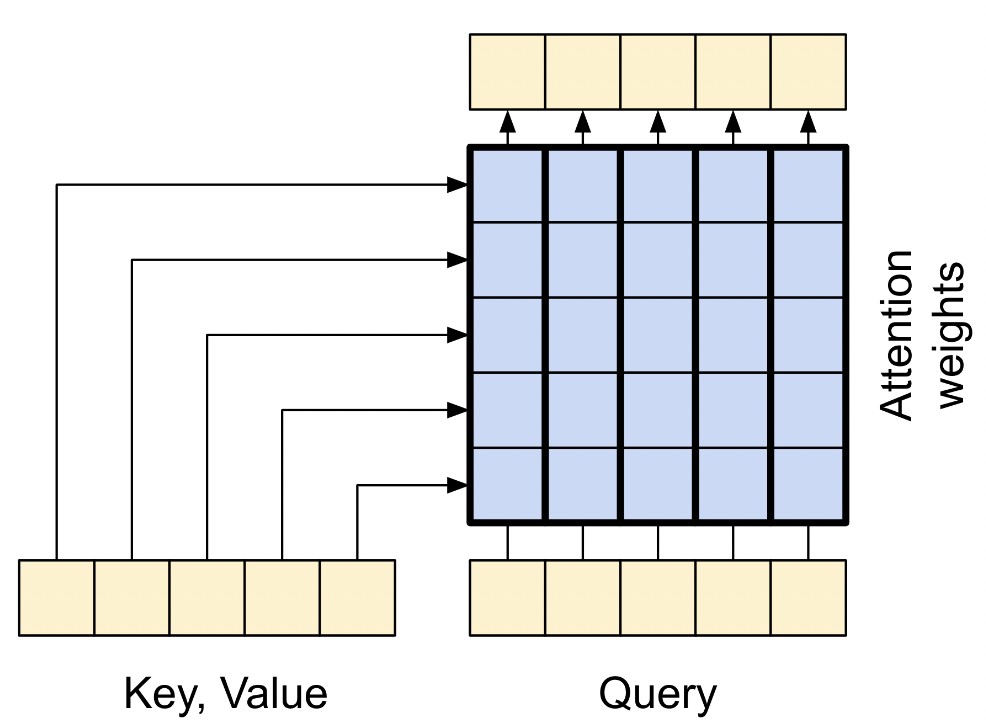 Attention
weights
Key, Value
Query